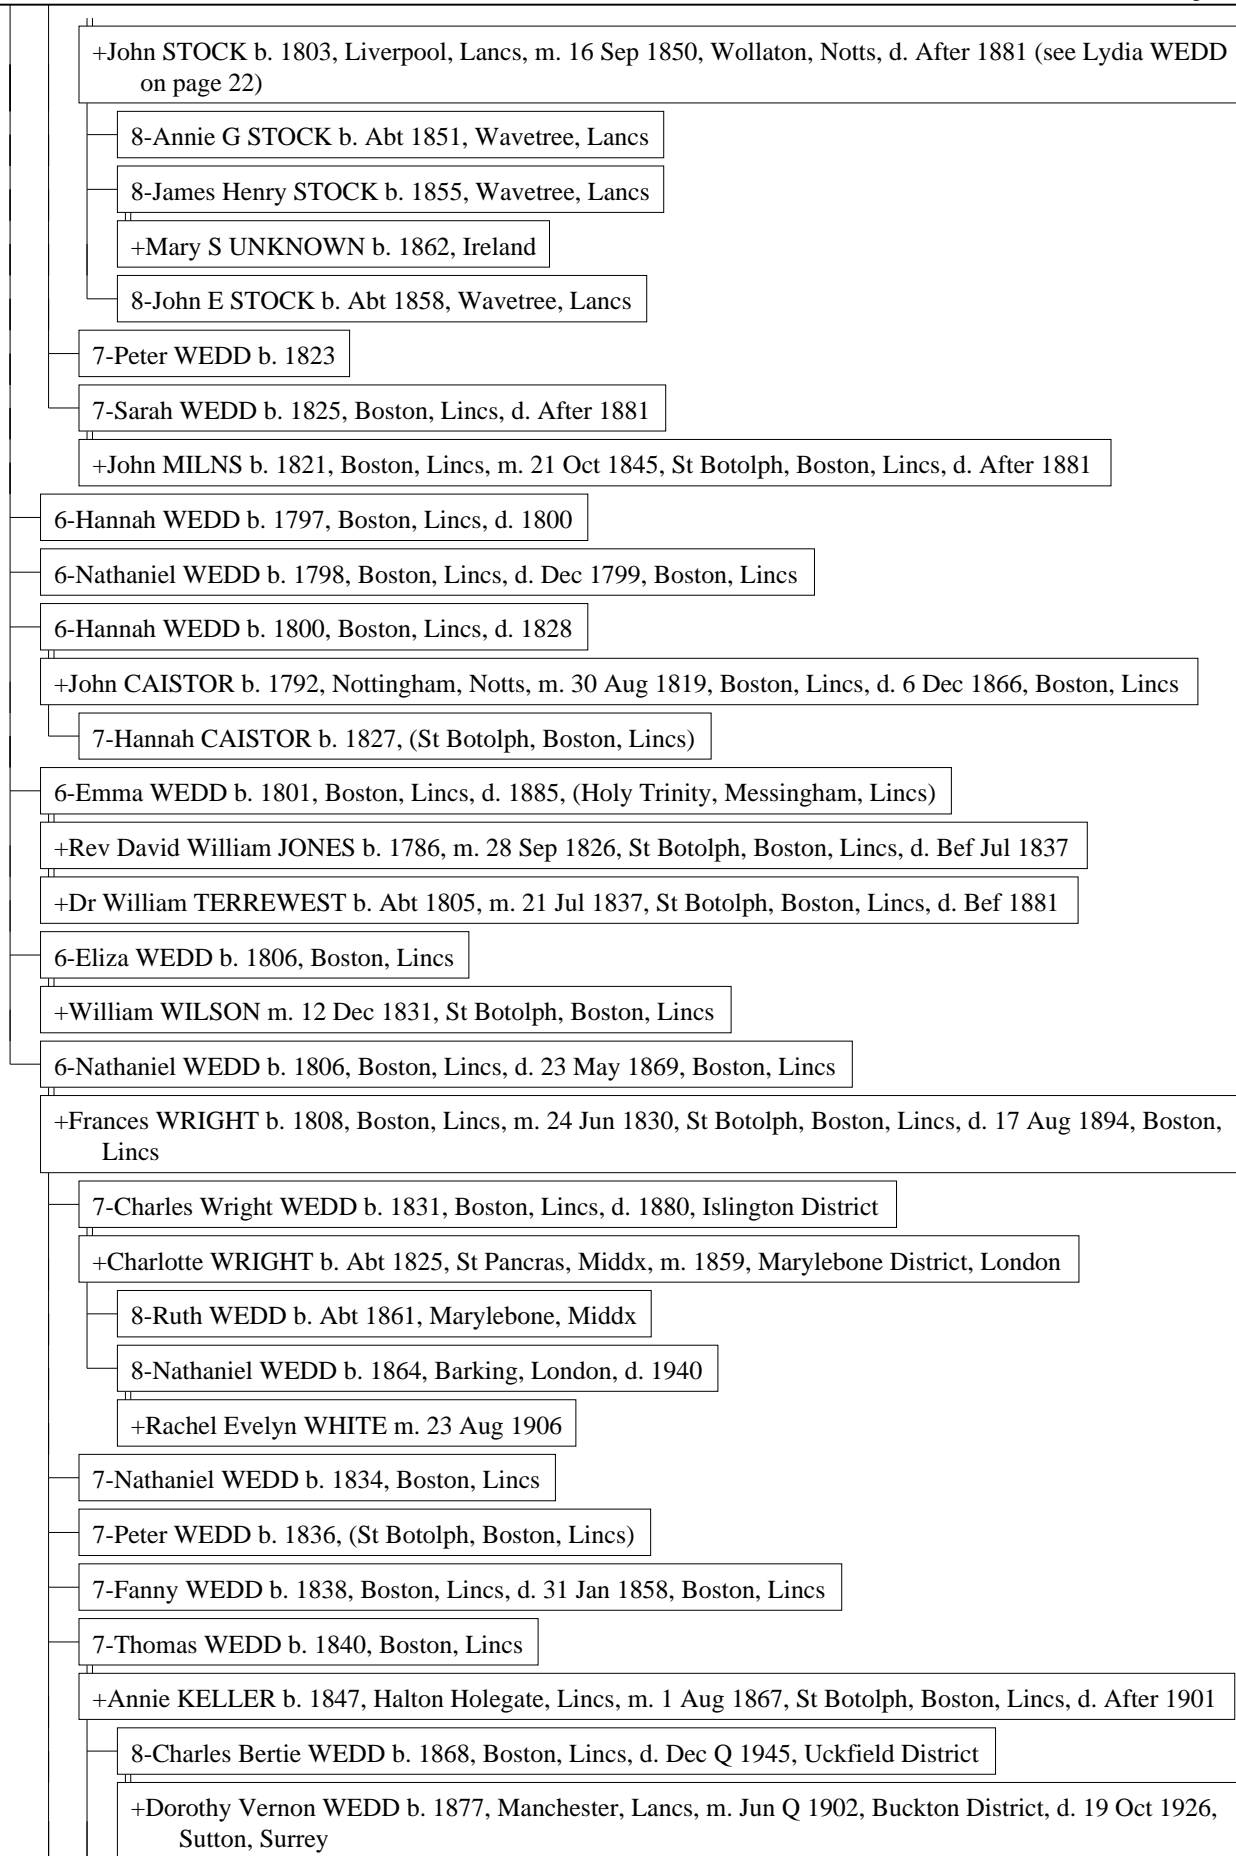 +John STOCK b. 1803, Liverpool, Lancs, m. 16 Sep 1850, Wollaton, Notts, d. After 1881 (see Lydia WEDD
on page 22)
8-Annie G STOCK b. Abt 1851, Wavetree, Lancs
8-James Henry STOCK b. 1855, Wavetree, Lancs
+Mary S UNKNOWN b. 1862, Ireland
8-John E STOCK b. Abt 1858, Wavetree, Lancs
7-Peter WEDD b. 1823
7-Sarah WEDD b. 1825, Boston, Lincs, d. After 1881
+John MILNS b. 1821, Boston, Lincs, m. 21 Oct 1845, St Botolph, Boston, Lincs, d. After 1881
6-Hannah WEDD b. 1797, Boston, Lincs, d. 1800
6-Nathaniel WEDD b. 1798, Boston, Lincs, d. Dec 1799, Boston, Lincs
6-Hannah WEDD b. 1800, Boston, Lincs, d. 1828
+John CAISTOR b. 1792, Nottingham, Notts, m. 30 Aug 1819, Boston, Lincs, d. 6 Dec 1866, Boston, Lincs
7-Hannah CAISTOR b. 1827, (St Botolph, Boston, Lincs)
6-Emma WEDD b. 1801, Boston, Lincs, d. 1885, (Holy Trinity, Messingham, Lincs)
+Rev David William JONES b. 1786, m. 28 Sep 1826, St Botolph, Boston, Lincs, d. Bef Jul 1837
+Dr William TERREWEST b. Abt 1805, m. 21 Jul 1837, St Botolph, Boston, Lincs, d. Bef 1881
6-Eliza WEDD b. 1806, Boston, Lincs
+William WILSON m. 12 Dec 1831, St Botolph, Boston, Lincs
6-Nathaniel WEDD b. 1806, Boston, Lincs, d. 23 May 1869, Boston, Lincs
+Frances WRIGHT b. 1808, Boston, Lincs, m. 24 Jun 1830, St Botolph, Boston, Lincs, d. 17 Aug 1894, Boston,
Lincs
7-Charles Wright WEDD b. 1831, Boston, Lincs, d. 1880, Islington District
+Charlotte WRIGHT b. Abt 1825, St Pancras, Middx, m. 1859, Marylebone District, London
8-Ruth WEDD b. Abt 1861, Marylebone, Middx
8-Nathaniel WEDD b. 1864, Barking, London, d. 1940
+Rachel Evelyn WHITE m. 23 Aug 1906
7-Nathaniel WEDD b. 1834, Boston, Lincs
7-Peter WEDD b. 1836, (St Botolph, Boston, Lincs)
7-Fanny WEDD b. 1838, Boston, Lincs, d. 31 Jan 1858, Boston, Lincs
7-Thomas WEDD b. 1840, Boston, Lincs
+Annie KELLER b. 1847, Halton Holegate, Lincs, m. 1 Aug 1867, St Botolph, Boston, Lincs, d. After 1901
8-Charles Bertie WEDD b. 1868, Boston, Lincs, d. Dec Q 1945, Uckfield District
+Dorothy Vernon WEDD b. 1877, Manchester, Lancs, m. Jun Q 1902, Buckton District, d. 19 Oct 1926,
Sutton, Surrey